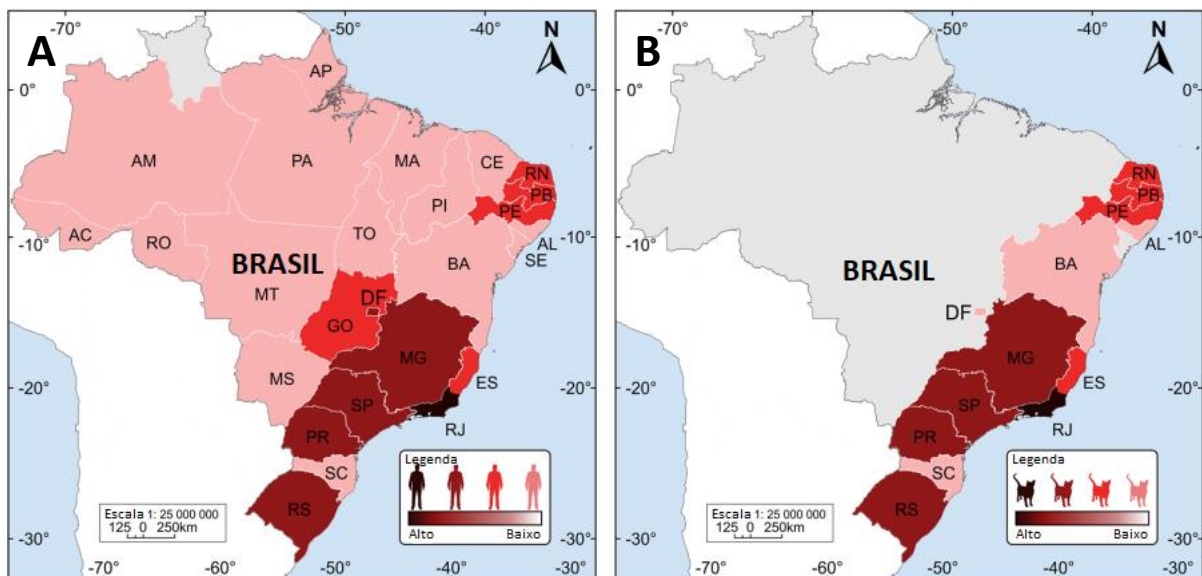 A
-70° -50° -40°
N
0° 0°
AP
AM PA MA CE
RN
PB
PI PE
-10° AC RO TO AL -10°
SE
BRASIL BA
MT DF
GO
MG
MS ES
-20° -20°
SP
RJ
PR
SC
RS
Legenda
Alto Baixo
Escala 1: 25 000 000
125 0 250km
-30° -30°
-70° -60° -50° -40° -30°
B
-70° -50° -40°
N
0° 0°
RN
PB
PE
-10° AL -10°
BA
BRASIL
DF
MG
ES
-20° -20°
SP
RJ
PR
SC
RS
Legenda
Alto Baixo
Escala 1: 25 000 000
125 0 250km
-30° -30°
-70° -60° -50° -40° -30°